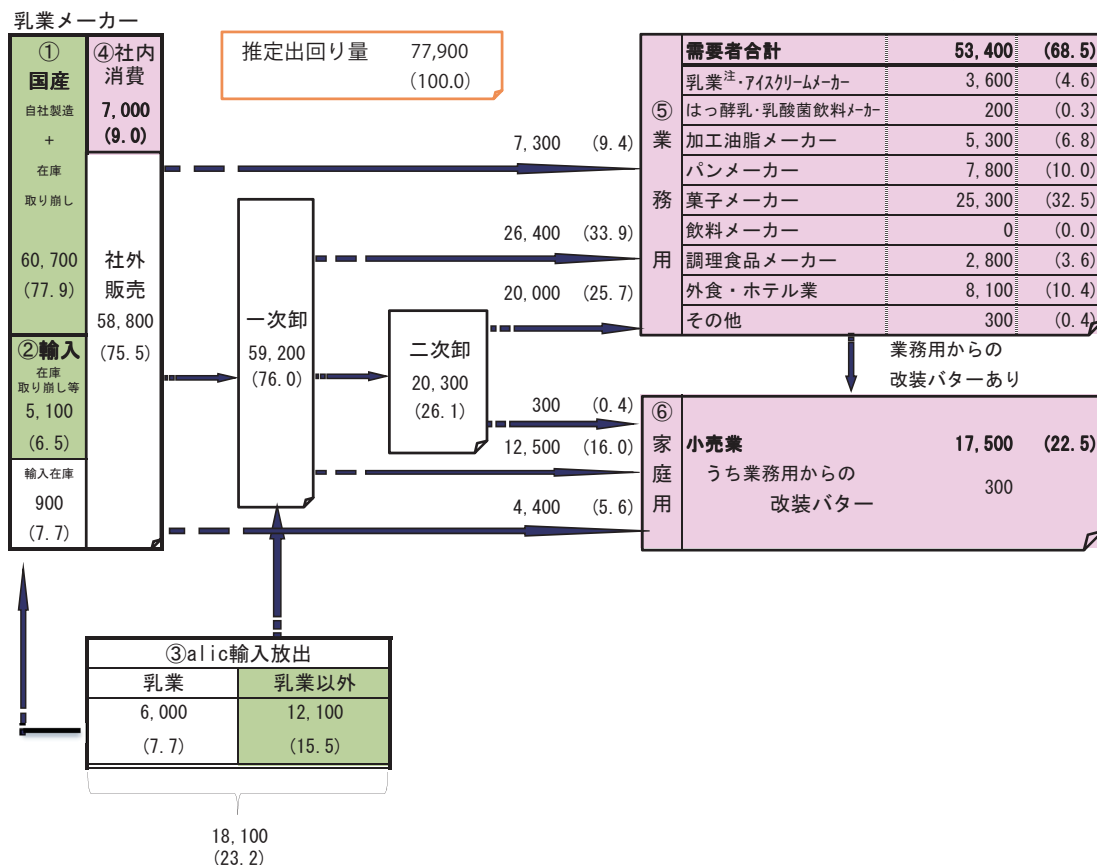 乳業メーカー
①
国産
自社製造
+
在庫
取り崩し
60,700
(77.9)
②輸入
在庫
取り崩し等
5,100
(6.5)
輸入在庫
900
(7.7)
④社内
消費
7,000
(9.0)
社外
販売
58,800
(75.5)
推定出回り量 77,900
(100.0)
一次卸
59,200
(76.0)
二次卸
20,300
(26.1)
7,300 (9.4)
26,400 (33.9)
20,000 (25.7)
300 (0.4)
12,500 (16.0)
4,400 (5.6)
⑤
業
務
用
需要者合計 53,400 (68.5)
乳業注・アイスクリームメーカー 3,600 (4.6)
はっ酵乳・乳酸菌飲料メーカー 200 (0.3)
加工油脂メーカー 5,300 (6.8)
パンメーカー 7,800 (10.0)
菓子メーカー 25,300 (32.5)
飲料メーカー 0 (0.0)
調理食品メーカー 2,800 (3.6)
外食・ホテル業 8,100 (10.4)
その他 300 (0.4)
業務用からの
改装バターあり
⑥
家
庭
用
小売業 17,500 (22.5)
うち業務用からの
改装バター 300
③alic輸入放出
乳業 乳業以外
6,000 12,100
(7.7) (15.5)
18,100
(23.2)